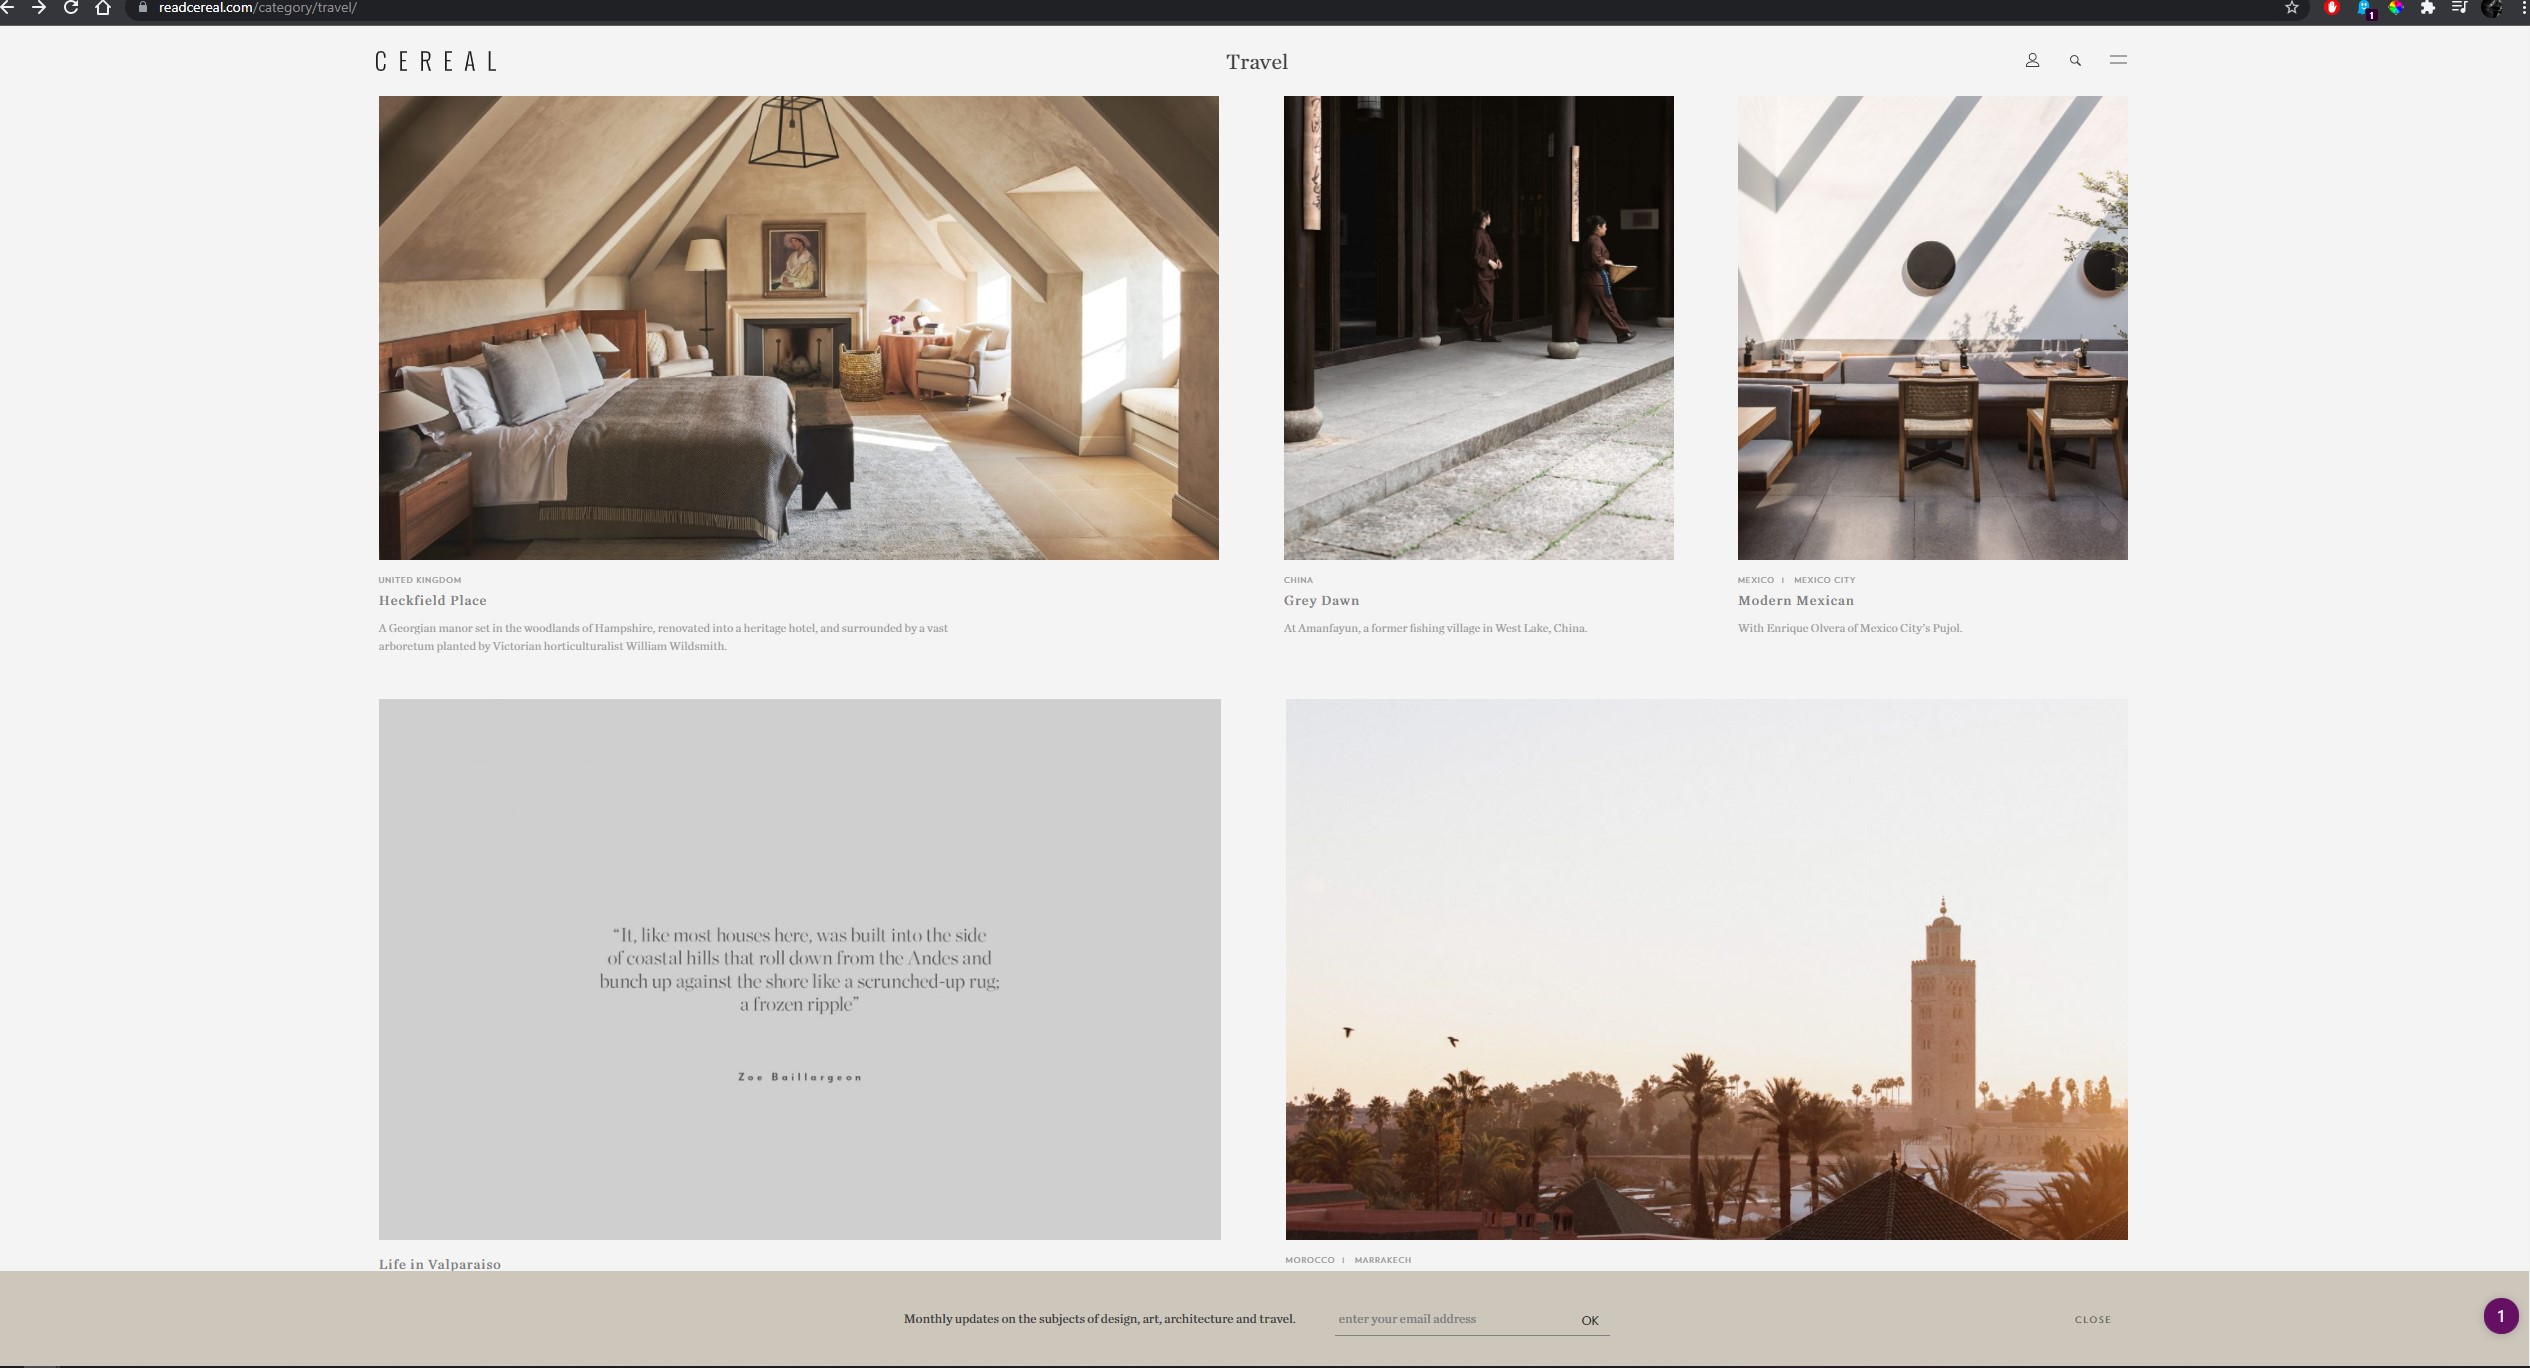 readcereal.com/category/travel/
1
CEREAL
Travel
UNITED KINGDOM
Heckfield Place
A Georgian manor set in the woodlands of Hampshire, renovated into a heritage hotel, and surrounded by a vast
arboretum planted by Victorian horticulturalist William Wildsmith.
CHINA
Grey Dawn
At Amanfayun, a former fishing village in West Lake, China.
MEXICO | MEXICO CITY
Modern Mexican
With Enrique Olvera of Mexico City’s Pujol.
“It, like most houses here, was built into the side
of coastal hills that roll down from the Andes and
bunch up against the shore like a scrunched-up rug;
a frozen ripple”
Zoe Baillargeon
Life in Valparaiso
MOROCCO | MARRAKECH
Monthly updates on the subjects of design, art, architecture and travel.
enter your email address
OK
CLOSE
1